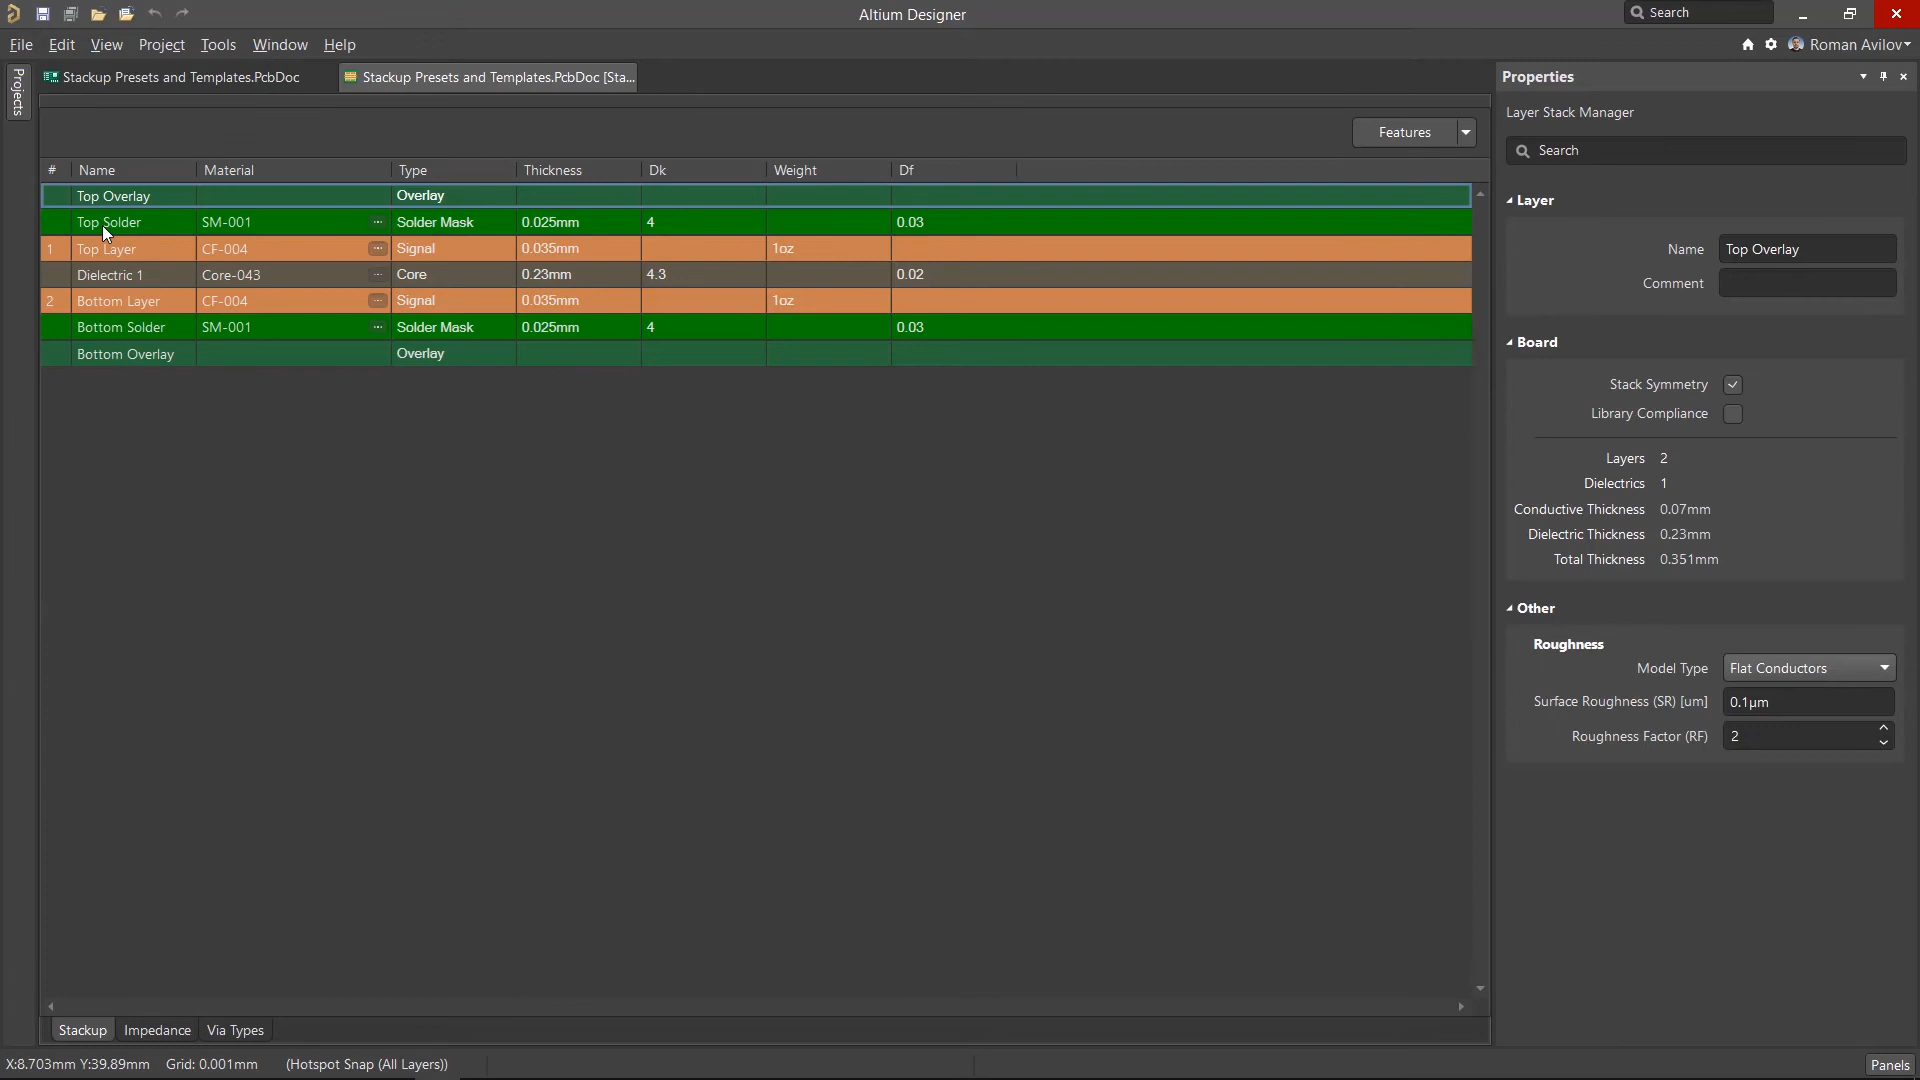 Altium Designer
Search
File Edit View Project Tools Window Help
Roman Avilov
Projects
Stackup Presets and Templates.PcbDoc
Stackup Presets and Templates.PcbDoc [Sta...
Features
# Name Material Type Thickness Dk Weight Df
Top Overlay Overlay
Top Solder SM-001 ... Solder Mask 0.025mm 4 0.03
1 Top Layer CF-004 ... Signal 0.035mm 1oz
Dielectric 1 Core-043 ... Core 0.23mm 4.3 0.02
2 Bottom Layer CF-004 ... Signal 0.035mm 1oz
Bottom Solder SM-001 ... Solder Mask 0.025mm 4 0.03
Bottom Overlay Overlay
Stackup Impedance Via Types
Properties
Layer Stack Manager
Search
Layer
Name Top Overlay
Comment
Board
Stack Symmetry
Library Compliance
Layers 2
Dielectrics 1
Conductive Thickness 0.07mm
Dielectric Thickness 0.23mm
Total Thickness 0.351mm
Other
Roughness
Model Type Flat Conductors
Surface Roughness (SR) [um] 0.1µm
Roughness Factor (RF) 2
X:8.703mm Y:39.89mm Grid: 0.001mm (Hotspot Snap (All Layers))
Panels